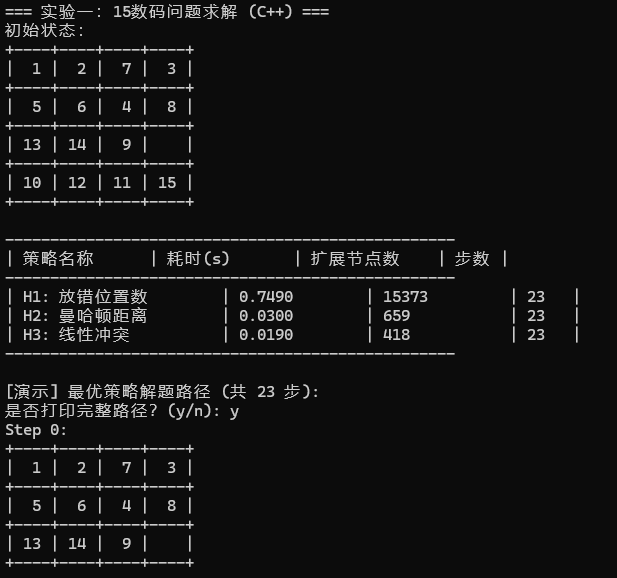 === 实验一: 15数码问题求解 (C++) ===
初始状态:
+----+----+----+----+
|  1 |  2 |  7 |  3 |
+----+----+----+----+
|  5 |  6 |  4 |  8 |
+----+----+----+----+
| 13 | 14 |  9 |    |
+----+----+----+----+
| 10 | 12 | 11 | 15 |
+----+----+----+----+

-----------------------------------------------
| 策略名称      | 耗时(s)       | 扩展节点数    | 步数 |
-----------------------------------------------
| H1: 放错位置数        | 0.7490        | 15373         | 23   |
| H2: 曼哈顿距离        | 0.0300        | 659           | 23   |
| H3: 线性冲突          | 0.0190        | 418           | 23   |
-----------------------------------------------

[演示] 最优策略解题路径 (共 23 步):
是否打印完整路径? (y/n): y
Step 0:
+----+----+----+----+
|  1 |  2 |  7 |  3 |
+----+----+----+----+
|  5 |  6 |  4 |  8 |
+----+----+----+----+
| 13 | 14 |  9 |    |
+----+----+----+----+